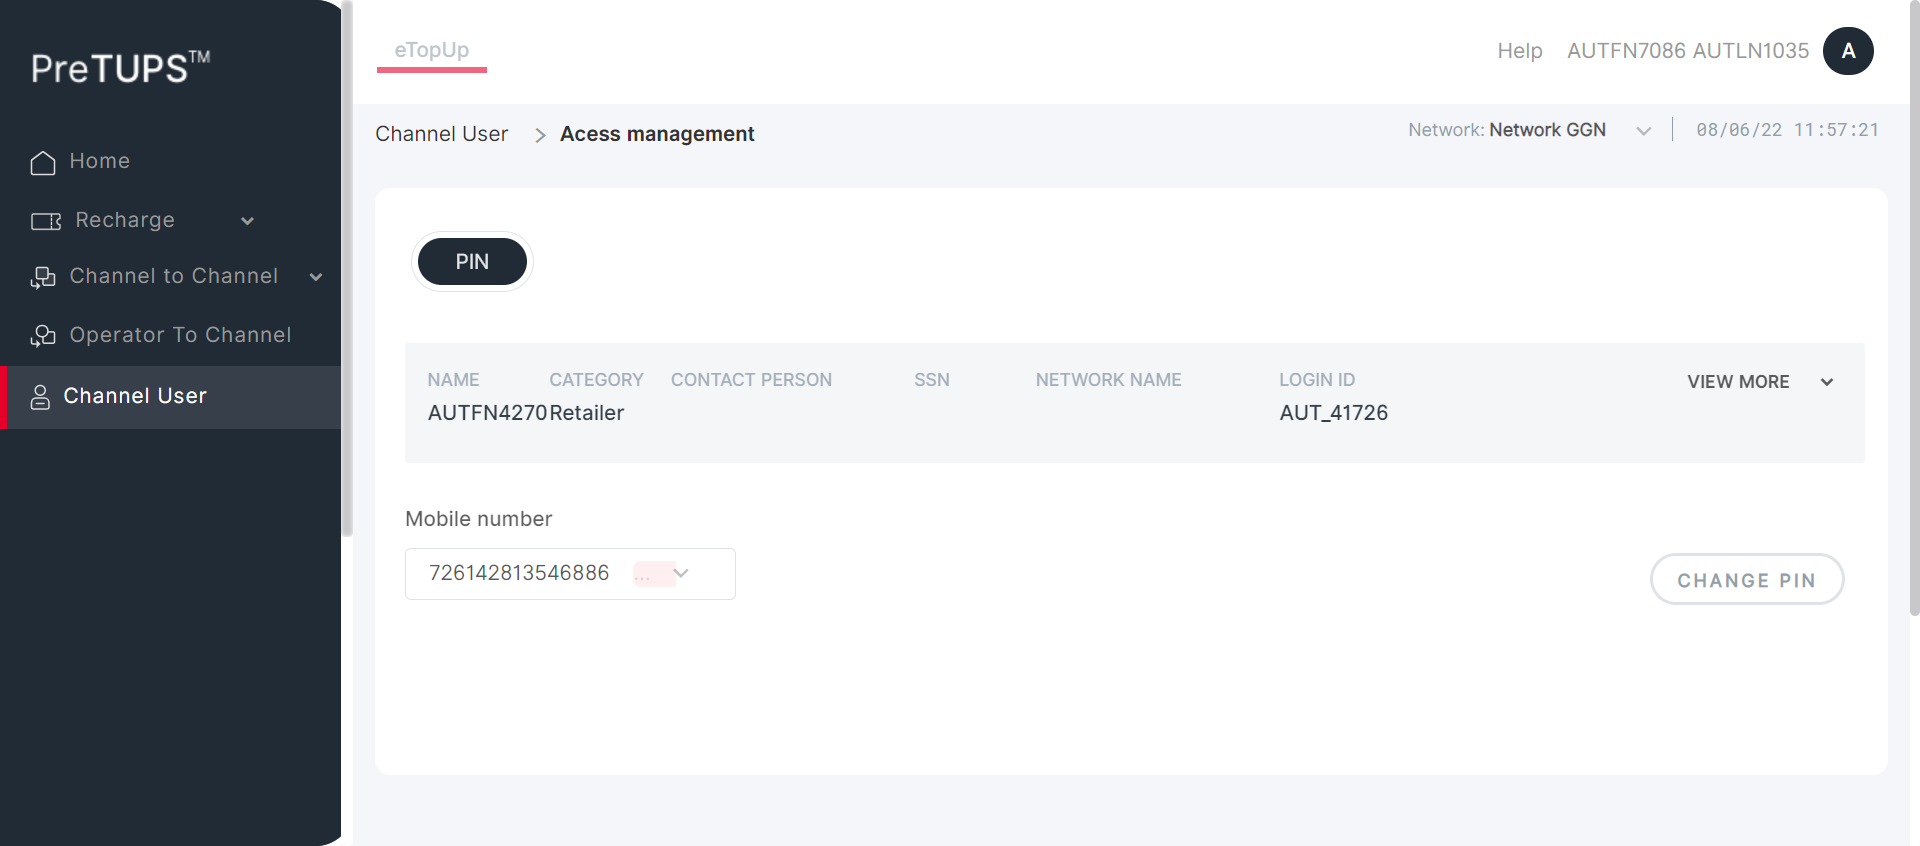 PreTUPS™
Home
Recharge
Channel to Channel
Operator To Channel
Channel User
eTopUp
Help AUTFN7086 AUTLN1035 A
Channel User > Acess management
Network: Network GGN 08/06/22 11:57:21
PIN
NAME CATEGORY CONTACT PERSON SSN NETWORK NAME LOGIN ID VIEW MORE
AUTFN4270 Retailer AUT_41726
Mobile number
726142813546886 ...
CHANGE PIN